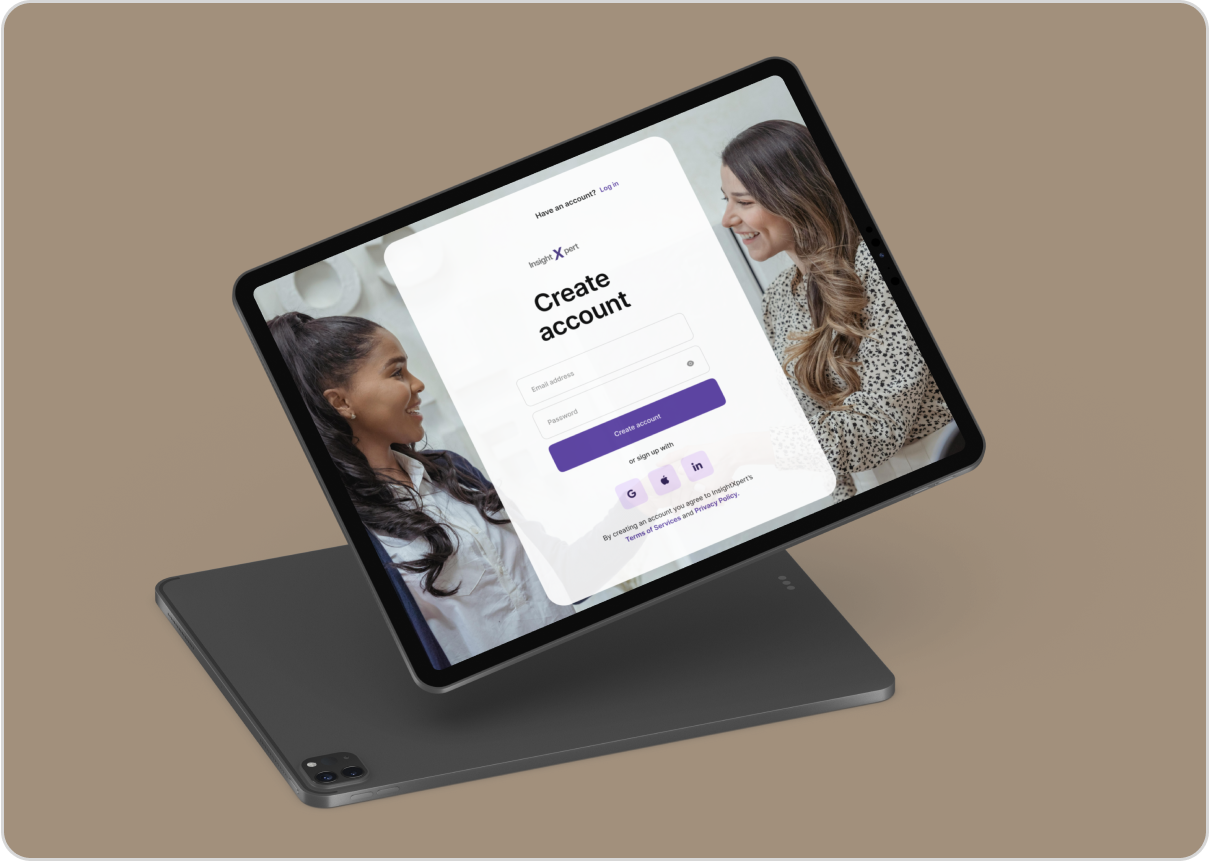 Have an account? Log in
InsightXpert
Create
account
Email address
Password
Create account
or sign up with
G
in
By creating an account you agree to InsightXpert's
Terms of Services and Privacy Policy.